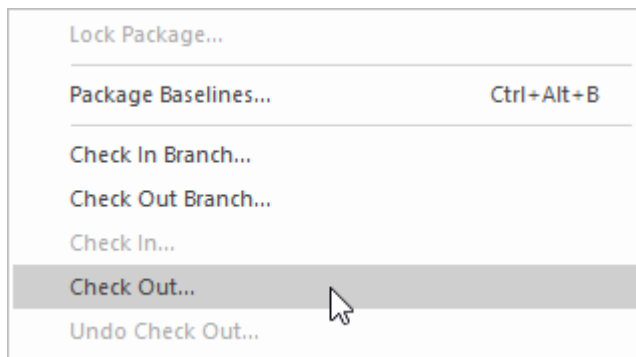 Lock Package...
Package Baselines... Ctrl+Alt+B
Check In Branch...
Check Out Branch...
Check In...
Check Out...
Undo Check Out...